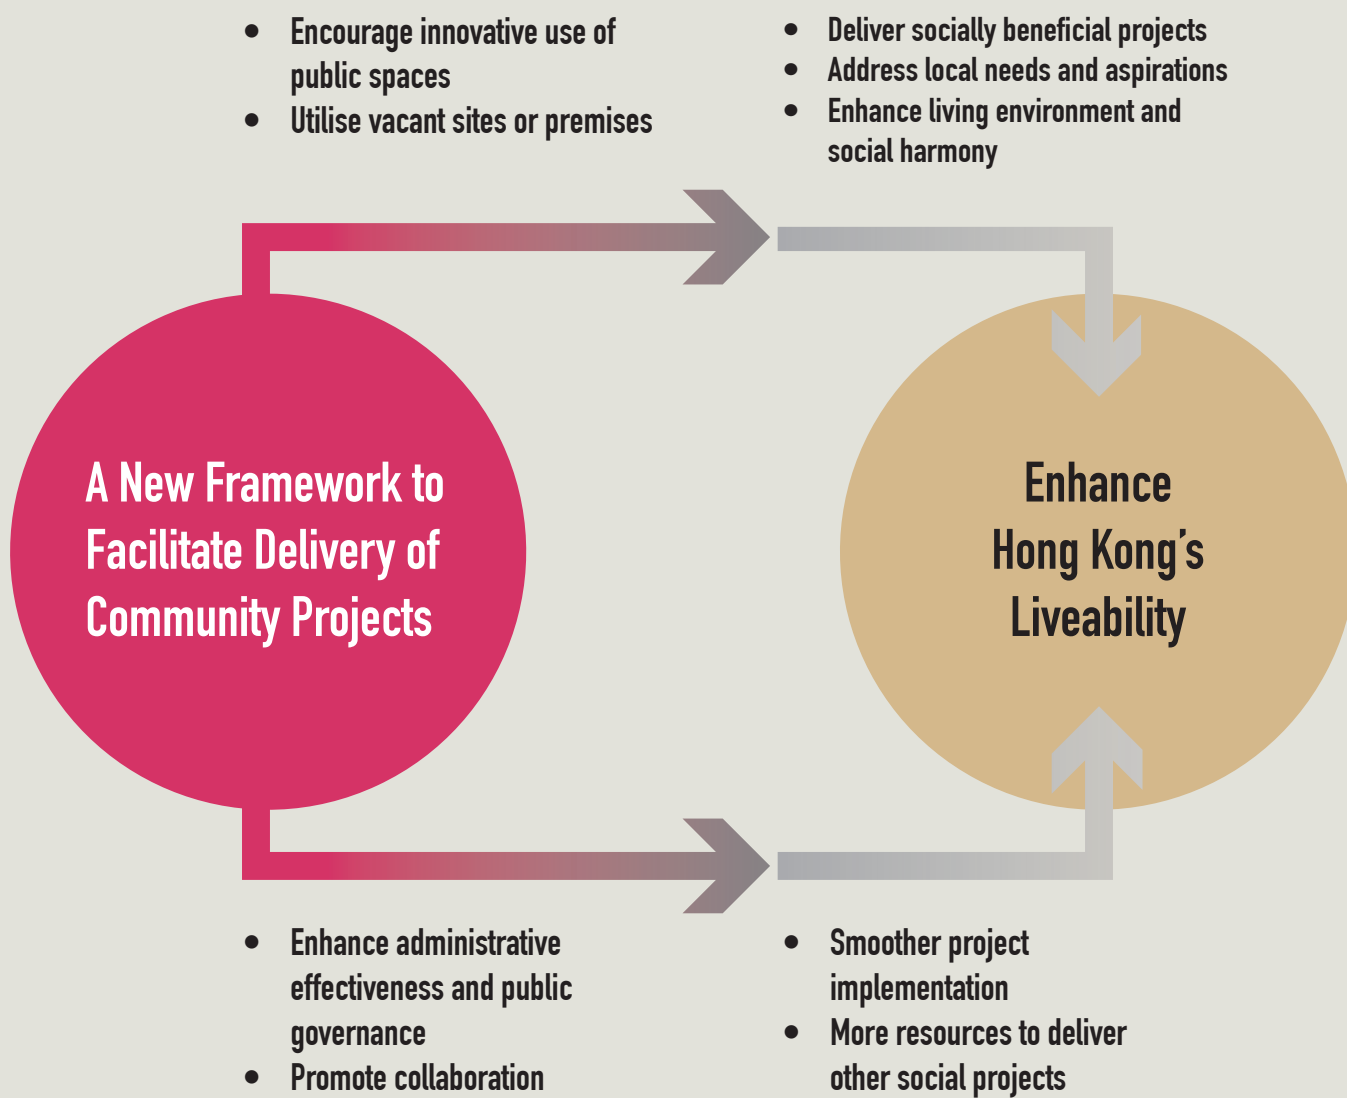 • Encourage innovative use of
public spaces
• Utilise vacant sites or premises
• Deliver socially beneficial projects
• Address local needs and aspirations
• Enhance living environment and
social harmony
A New Framework to
Facilitate Delivery of
Community Projects
Enhance
Hong Kong’s
Liveability
• Enhance administrative
effectiveness and public
governance
• Promote collaboration
• Smoother project
implementation
• More resources to deliver
other social projects